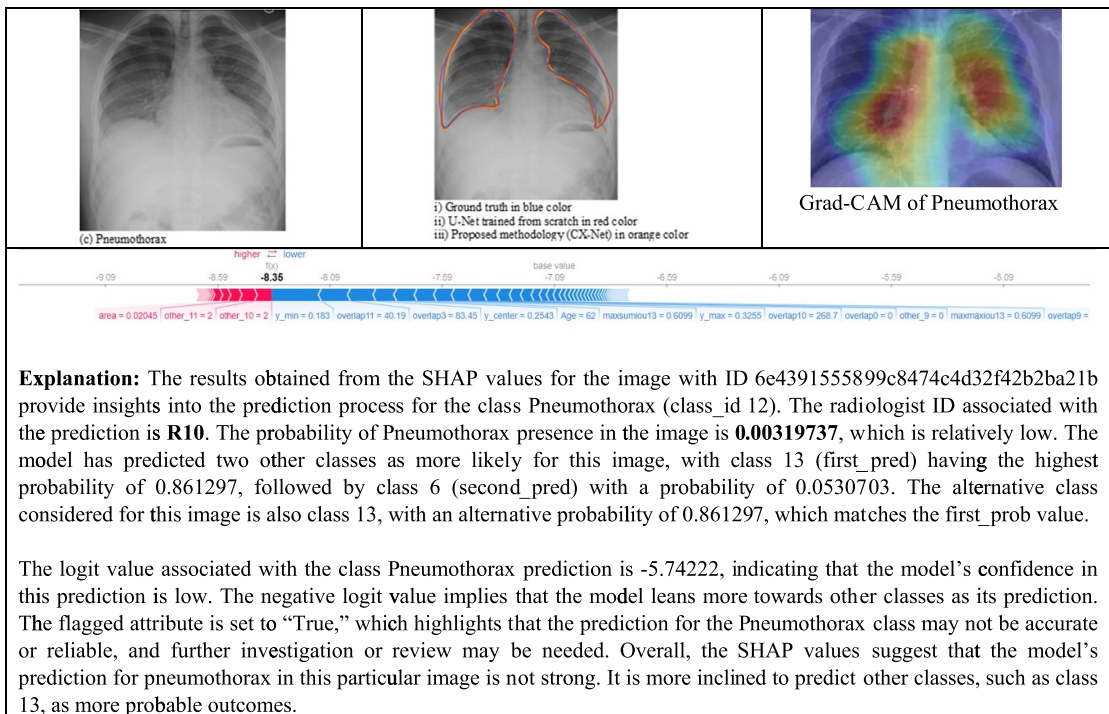 (c) Pneumothorax
i) Ground truth in blue color
ii) U-Net trained from scratch in red color
iii) Proposed methodology (CX-Net) in orange color
Grad-CAM of Pneumothorax
higher ⇄ lower
f(x)
base value
-9.09 -8.59 -8.35 -8.09 -7.59 -7.09 -6.59 -6.09 -5.59 -5.09
area = 0.02045 other_11 = 2 other_10 = 2 y_min = 0.183 overlap11 = 40.19 overlap3 = 83.45 y_center = 0.2543 Age = 62 maxsumiou13 = 0.6099 y_max = 0.3255 overlap10 = 268.7 overlap0 = 0 other_9 = 0 maxmaxiou13 = 0.6099 overlap9 =
Explanation: The results obtained from the SHAP values for the image with ID 6e4391555899c8474c4d32f42b2ba21b
provide insights into the prediction process for the class Pneumothorax (class_id 12). The radiologist ID associated with
the prediction is R10. The probability of Pneumothorax presence in the image is 0.00319737, which is relatively low. The
model has predicted two other classes as more likely for this image, with class 13 (first_pred) having the highest
probability of 0.861297, followed by class 6 (second_pred) with a probability of 0.0530703. The alternative class
considered for this image is also class 13, with an alternative probability of 0.861297, which matches the first_prob value.
The logit value associated with the class Pneumothorax prediction is -5.74222, indicating that the model's confidence in
this prediction is low. The negative logit value implies that the model leans more towards other classes as its prediction.
The flagged attribute is set to “True,” which highlights that the prediction for the Pneumothorax class may not be accurate
or reliable, and further investigation or review may be needed. Overall, the SHAP values suggest that the model's
prediction for pneumothorax in this particular image is not strong. It is more inclined to predict other classes, such as class
13, as more probable outcomes.